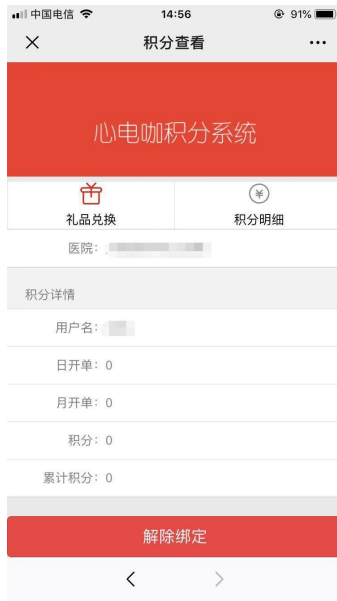 中国电信 14:56 91%
积分查看
心电咖积分系统
礼品兑换 积分明细
医院：
积分详情
用户名：
日开单：0
月开单：0
积分：0
累计积分：0
解除绑定